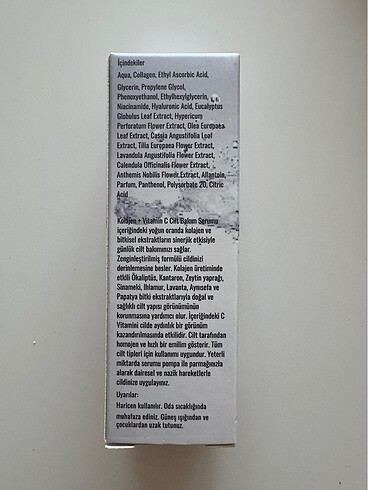 İçindekiler
Aqua, Collagen, Ethyl Ascorbic Acid,
Glycerin, Propylene Glycol,
Phenoxyethanol, Ethylhexylglycerin,
Niacinamide, Hyaluronic Acid, Eucalyptus
Globulus Leaf Extract, Hypericum
Perforatum Flower Extract, Olea Europaea
Leaf Extract, Cassia Angustifolia Leaf
Extract, Tilia Europaea Flower Extract,
Lavandola Angustifolia Flower Extract,
Calendula Officinalis Flower Extract,
Anthemis Nobilis Flower Extract, Allantoin,
Parfum, Panthenol, Polysorbate 20, Citric
Acid
Kolajen + Vitamin C Cilt Bakım Serumu
içeriğindeki yoğun oranda kolajen ve
bitkisel ekstraktların sinerjik etkisiyle
günlük cilt bakımınızı sağlar.
Zenginleştirilmiş formülü cildinizi
derinlemesine besler. Kolajen üretiminde
etkili Ökaliptüs, Kantaron, Zeytin yaprağı,
Sinameki, Ihlamur, Lavanta, Aynısefa ve
Papatya bitki ekstraktlarıyla doğal ve
sağlıklı cilt yapısı görünümünün
korunmasına yardımcı olur. İçeriğindeki C
Vitamini cilde aydınlık bir görünüm
kazandırılmasında etkilidir. Cilt tarafından
homojen ve hızlı bir emilim gösterir. Tüm
cilt tipleri için kullanımı uygundur. Yeterli
miktarda serumu pompa ile parmağınızla
alarak dairesel ve nazik hareketlerle
cildinize uygulayınız.
Uyarılar:
Haricen kullanılır. Oda sıcaklığında
muhafaza ediniz. Güneş ışığından ve
çocuklardan uzak tutunuz.